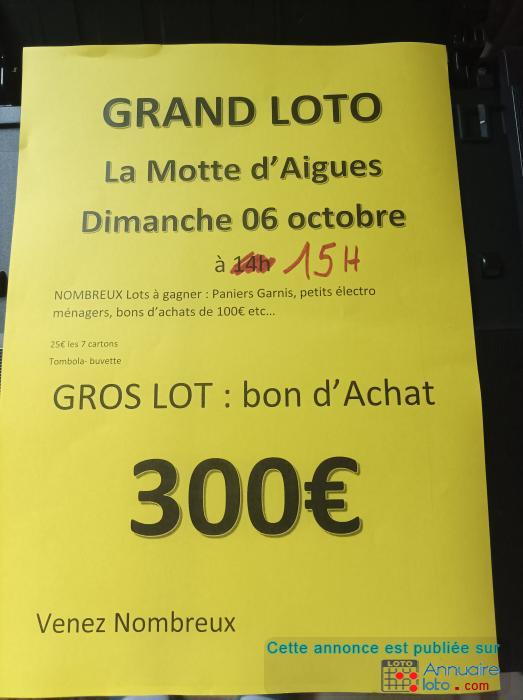 GRAND LOTO
La Motte d'Aigues
Dimanche 06 octobre
à 14h 15H
NOMBREUX Lots à gagner : Paniers Garnis, petits électro
ménagers, bons d'achats de 100€ etc...
25€ les 7 cartons
Tombola- buvette
GROS LOT : bon d'Achat
300€
Venez Nombreux
Cette annonce est publiée sur
LOTO
Annuaire
loto.com